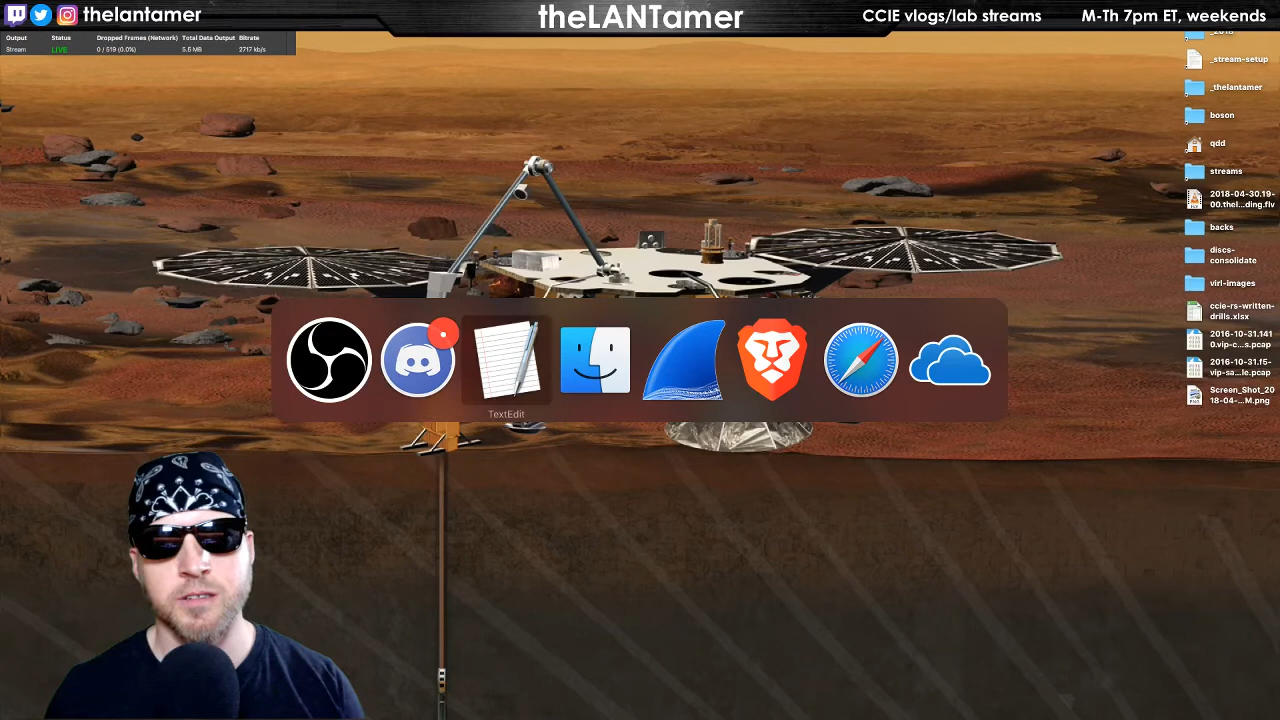 thelantamer
theLANTamer
CCIE vlogs/lab streams
M-Th 7pm ET, weekends
Output Status Dropped Frames (Network) Total Data Output Bitrate
Stream LIVE 0 / 519 (0.0%) 5.5 MB 2717 kb/s
_2018
_stream-setup
_thelantamer
boson
qdd
streams
2018-04-30.19-
00.thel...ding.flv
backs
discs-
consolidate
virl-images
ccie-rs-written-
drills.xlsx
2016-10-31.141
0.vip-c...s.pcap
2016-10-31.f5-
vip-sa...le.pcap
Screen_Shot_20
18-04-...M.png
TextEdit